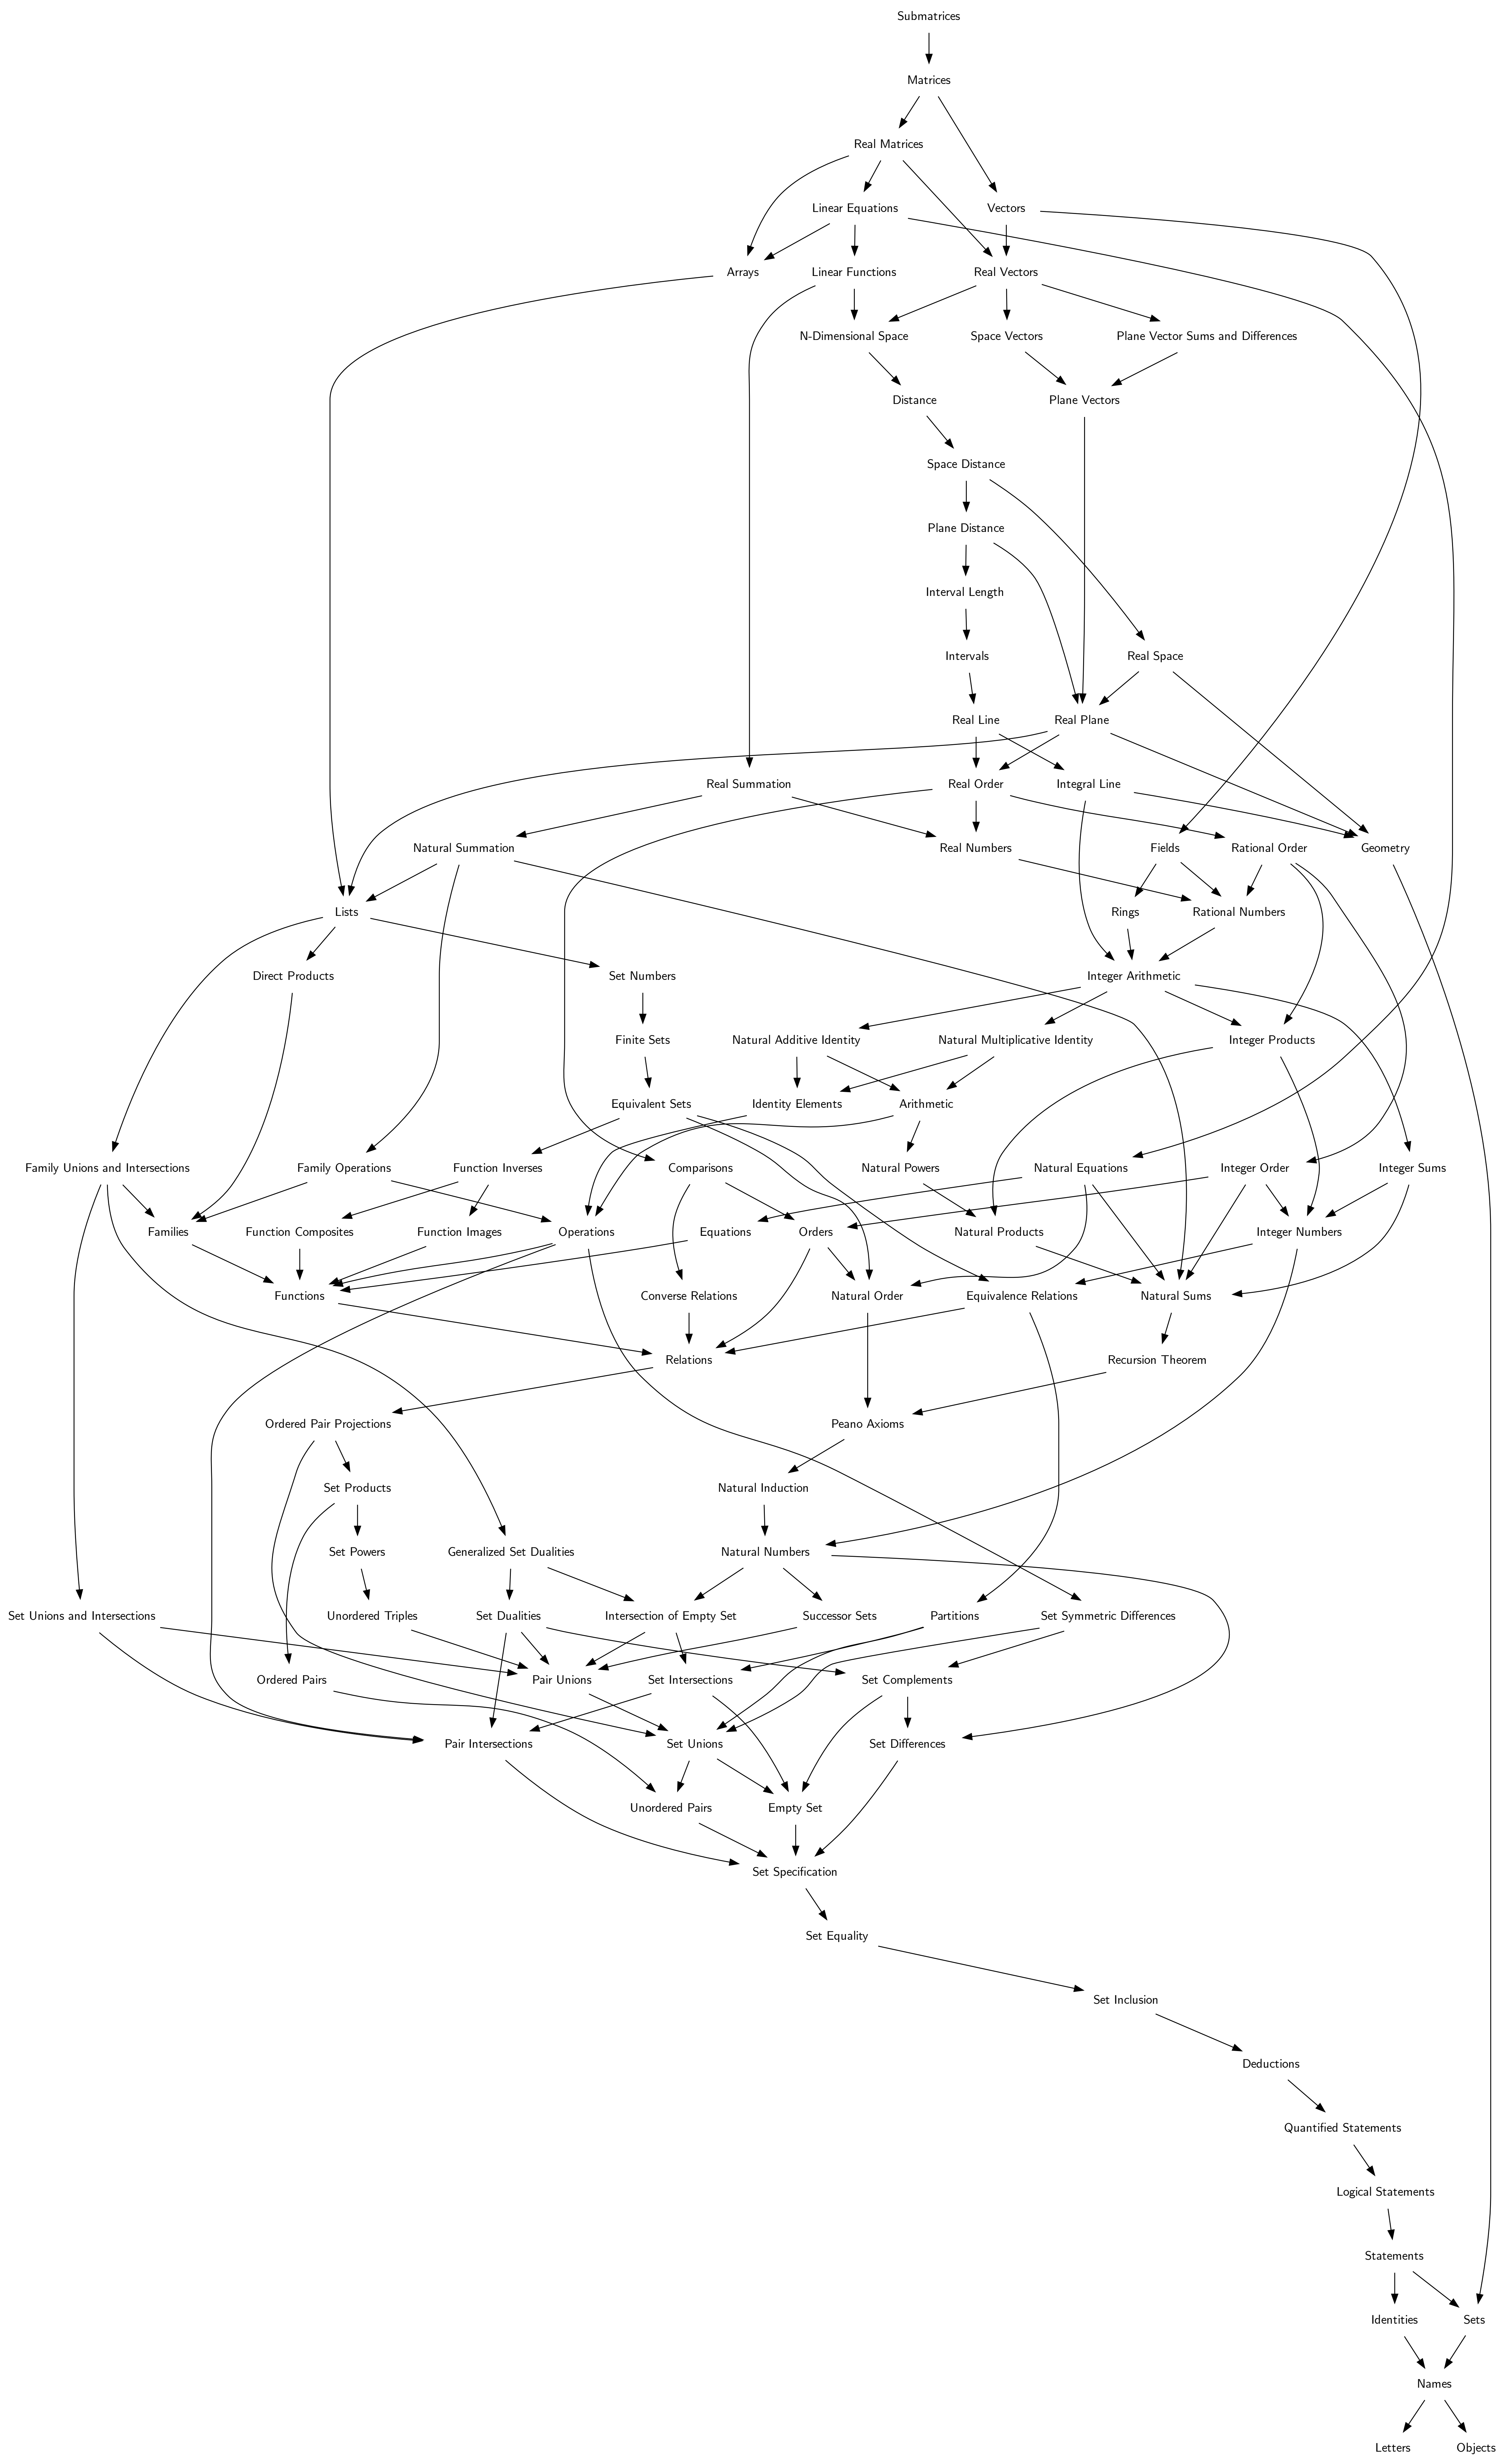 Submatrices
Matrices
Real Matrices
Linear Equations
Vectors
Arrays
Linear Functions
Real Vectors
N-Dimensional Space
Space Vectors
Plane Vector Sums and Differences
Distance
Plane Vectors
Space Distance
Plane Distance
Interval Length
Intervals
Real Space
Real Line
Real Plane
Real Summation
Real Order
Integral Line
Natural Summation
Real Numbers
Fields
Rational Order
Geometry
Lists
Rings
Rational Numbers
Direct Products
Set Numbers
Integer Arithmetic
Finite Sets
Natural Additive Identity
Natural Multiplicative Identity
Integer Products
Equivalent Sets
Identity Elements
Arithmetic
Family Unions and Intersections
Family Operations
Function Inverses
Comparisons
Natural Powers
Natural Equations
Integer Order
Integer Sums
Families
Function Composites
Function Images
Operations
Equations
Orders
Natural Products
Integer Numbers
Functions
Converse Relations
Natural Order
Equivalence Relations
Natural Sums
Relations
Recursion Theorem
Ordered Pair Projections
Peano Axioms
Set Products
Natural Induction
Set Powers
Generalized Set Dualities
Natural Numbers
Set Unions and Intersections
Unordered Triples
Set Dualities
Intersection of Empty Set
Successor Sets
Partitions
Set Symmetric Differences
Ordered Pairs
Pair Unions
Set Intersections
Set Complements
Pair Intersections
Set Unions
Set Differences
Unordered Pairs
Empty Set
Set Specification
Set Equality
Set Inclusion
Deductions
Quantified Statements
Logical Statements
Statements
Identities
Sets
Names
Letters
Objects